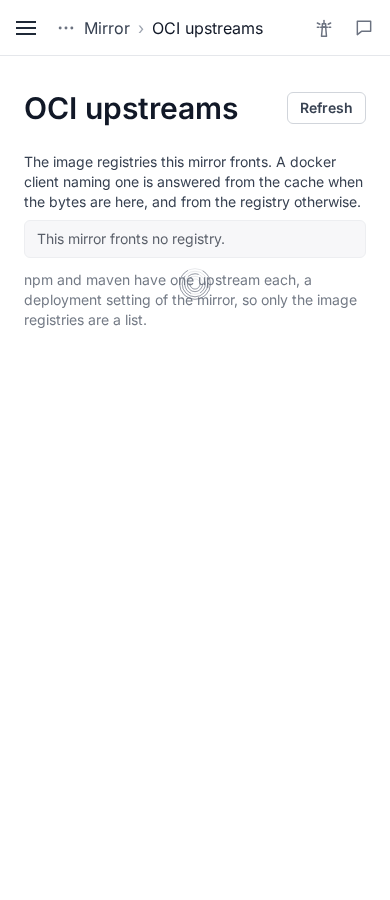 Mirror › OCI upstreams
OCI upstreams
Refresh
The image registries this mirror fronts. A docker
client naming one is answered from the cache when
the bytes are here, and from the registry otherwise.
This mirror fronts no registry.
npm and maven have one upstream each, a
deployment setting of the mirror, so only the image
registries are a list.